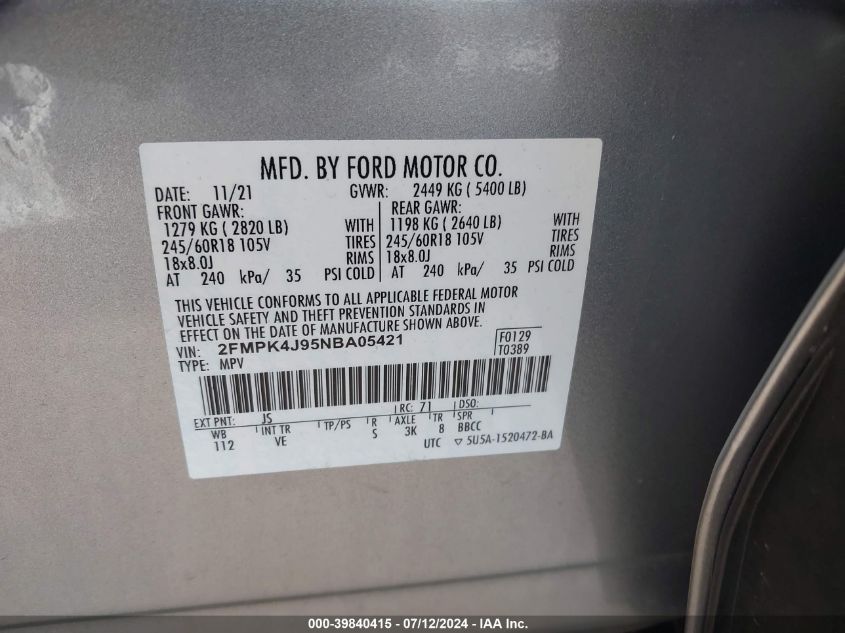 MFD. BY FORD MOTOR CO.
DATE: 11/21 GVWR: 2449 KG ( 5400 LB)
FRONT GAWR: REAR GAWR:
1279 KG ( 2820 LB) WITH 1198 KG ( 2640 LB) WITH
245/60R18 105V TIRES 245/60R18 105V TIRES
18x8.0J RIMS 18x8.0J RIMS
AT 240 kPa/ 35 PSI COLD AT 240 kPa/ 35 PSI COLD
THIS VEHICLE CONFORMS TO ALL APPLICABLE FEDERAL MOTOR
VEHICLE SAFETY AND THEFT PREVENTION STANDARDS IN
EFFECT ON THE DATE OF MANUFACTURE SHOWN ABOVE.
VIN: 2FMPK4J95NBA05421 F0129
TYPE: MPV T0389
EXT PNT: JS RC: 71 DSO:
WB INT TR TP/PS R AXLE TR SPR
112 VE S 3K 8 BBCC
UTC ▽ 5U5A-1520472-BA
000-39840415 - 07/12/2024 - IAA Inc.